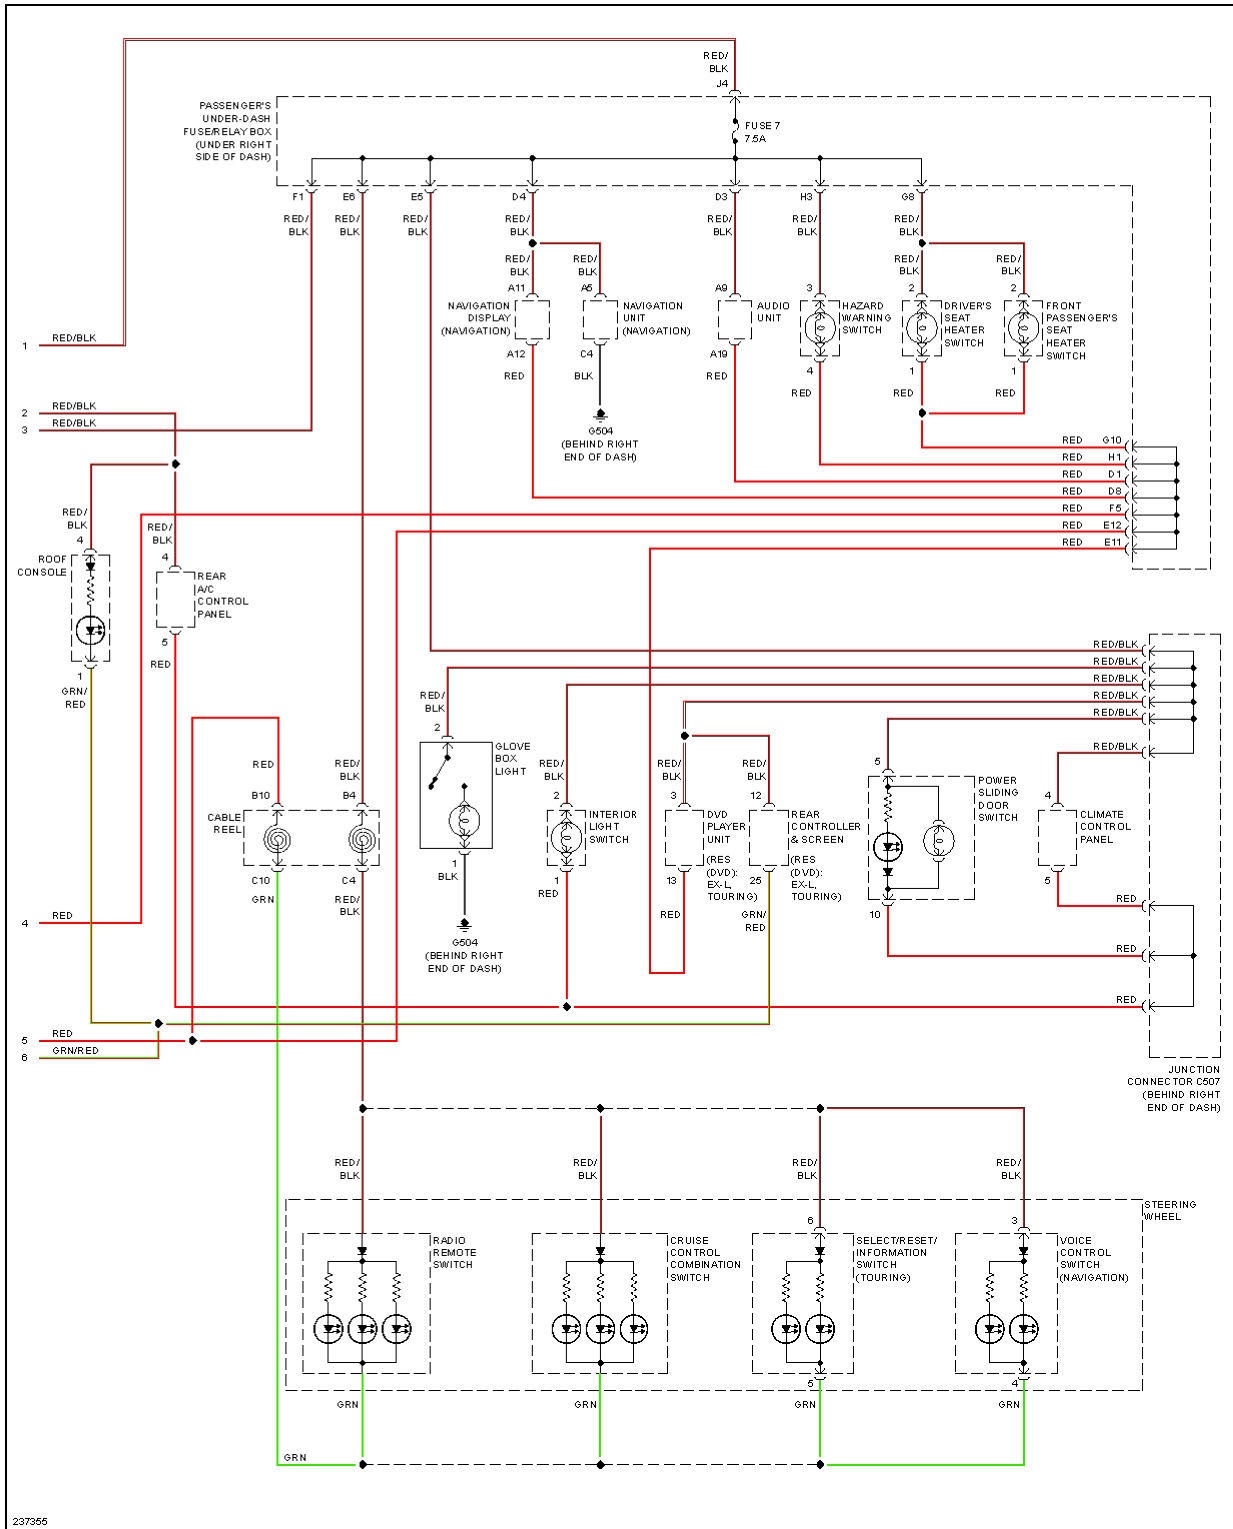 RED/
BLK
J4
PASSENGER'S
UNDER-DASH
FUSE/RELAY BOX
(UNDER RIGHT
SIDE OF DASH)
FUSE 7
7.5A
F1
E6
E5
D4
D3
H3
G8
RED/
BLK
RED/
BLK
RED/
BLK
RED/
BLK
RED/
BLK
RED/
BLK
RED/
BLK
RED/
BLK
RED/
BLK
RED/
BLK
RED/
BLK
A11
A5
A9
3
2
2
NAVIGATION
DISPLAY
(NAVIGATION)
NAVIGATION
UNIT
(NAVIGATION)
AUDIO
UNIT
HAZARD
WARNING
SWITCH
DRIVER'S
SEAT
HEATER
SWITCH
FRONT
PASSENGER'S
SEAT
HEATER
SWITCH
A12
C4
A19
4
1
1
RED
BLK
RED
RED
RED
RED
1
RED/BLK
2
RED/BLK
3
RED/BLK
G504
(BEHIND RIGHT
END OF DASH)
RED G10
RED H1
RED D1
RED D8
RED F5
RED E12
RED E11
RED/
BLK
4
RED/
BLK
4
ROOF
CONSOLE
REAR
A/C
CONTROL
PANEL
5
RED
1
GRN/
RED
RED/BLK
RED/BLK
RED/BLK
RED/BLK
RED/BLK
RED/BLK
RED/
BLK
2
GLOVE
BOX
LIGHT
RED
B10
RED/
BLK
B4
CABLE
REEL
C10
GRN
C4
RED/
BLK
1
BLK
G504
(BEHIND RIGHT
END OF DASH)
RED/
BLK
2
INTERIOR
LIGHT
SWITCH
1
RED
RED/
BLK
3
DVD
PLAYER
UNIT
(RES
(DVD):
EX-L,
TOURING)
13
RED
RED/
BLK
12
REAR
CONTROLLER
& SCREEN
(RES
(DVD):
EX-L,
TOURING)
25
GRN/
RED
5
POWER
SLIDING
DOOR
SWITCH
10
4
CLIMATE
CONTROL
PANEL
5
RED
RED
RED
4
RED
5
RED
6
GRN/RED
JUNCTION
CONNECTOR C507
(BEHIND RIGHT
END OF DASH)
RED/
BLK
RED/
BLK
RED/
BLK
RED/
BLK
STEERING
WHEEL
6
3
RADIO
REMOTE
SWITCH
CRUISE
CONTROL
COMBINATION
SWITCH
SELECT/RESET/
INFORMATION
SWITCH
(TOURING)
VOICE
CONTROL
SWITCH
(NAVIGATION)
5
4
GRN
GRN
GRN
GRN
GRN
237355